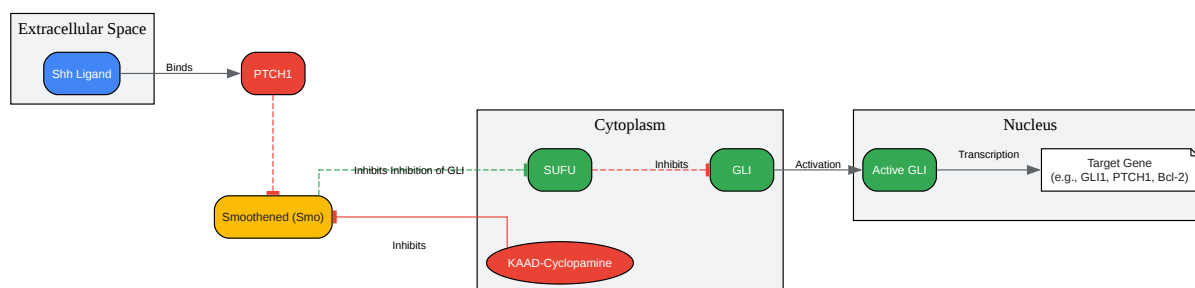 Extracellular Space
Shh Ligand
Binds
PTCH1
Cytoplasm
Nucleus
Inhibits Inhibition of GLI
SUFU
Inhibits
GLI
Activation
Active GLI
Transcription
Target Gene
(e.g., GLI1, PTCH1, Bcl-2)
Smoothened (Smo)
Inhibits
KAAD-Cyclopamine